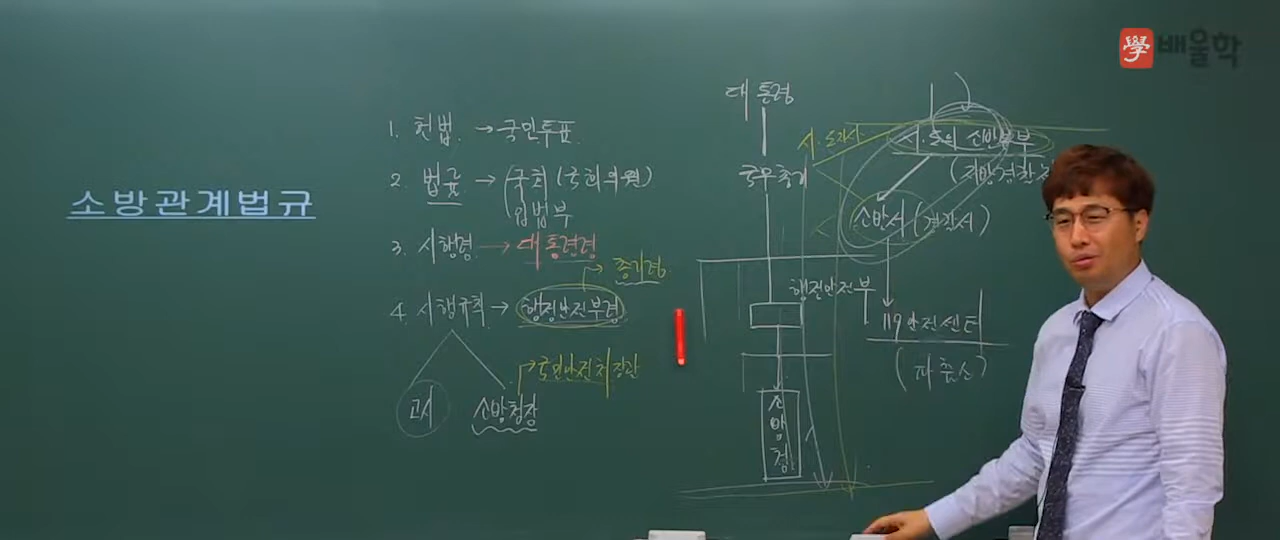 學 배울학
소방관계법규
1. 헌법 → 국민투표
2. 법률 → 국회 (국회의원)
입법부
3. 시행령 → 대통령령
총리령
4. 시행규칙 → 행정안전부령
국민안전처장관
고시 소방청장
대통령
국무총리
행정안전부
소방청
시·도지사
시·도의 소방본부
(지방경찰
소방서 (경찰서)
119안전센터
(파출소)